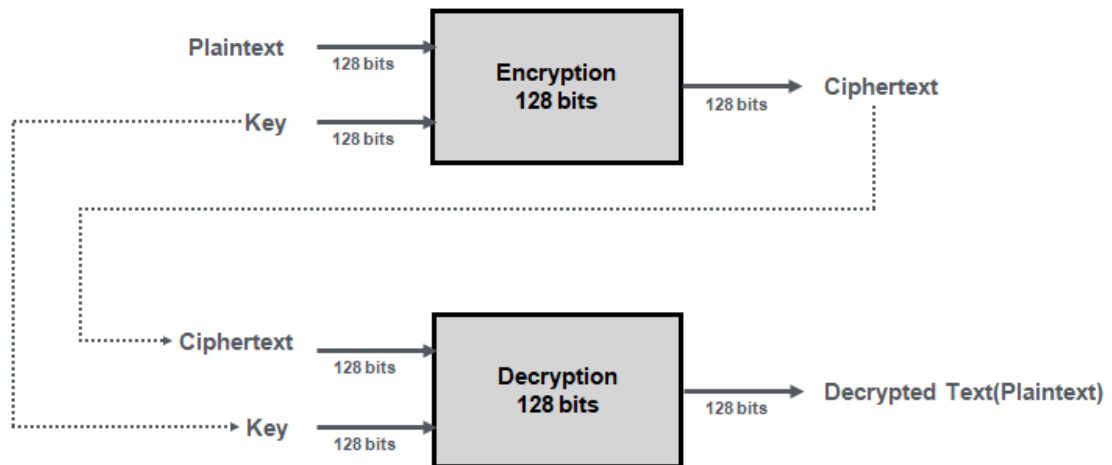 Plaintext
128 bits
Encryption
128 bits
128 bits
Ciphertext
Key
128 bits
Ciphertext
128 bits
Decryption
128 bits
128 bits
Decrypted Text(Plaintext)
Key
128 bits